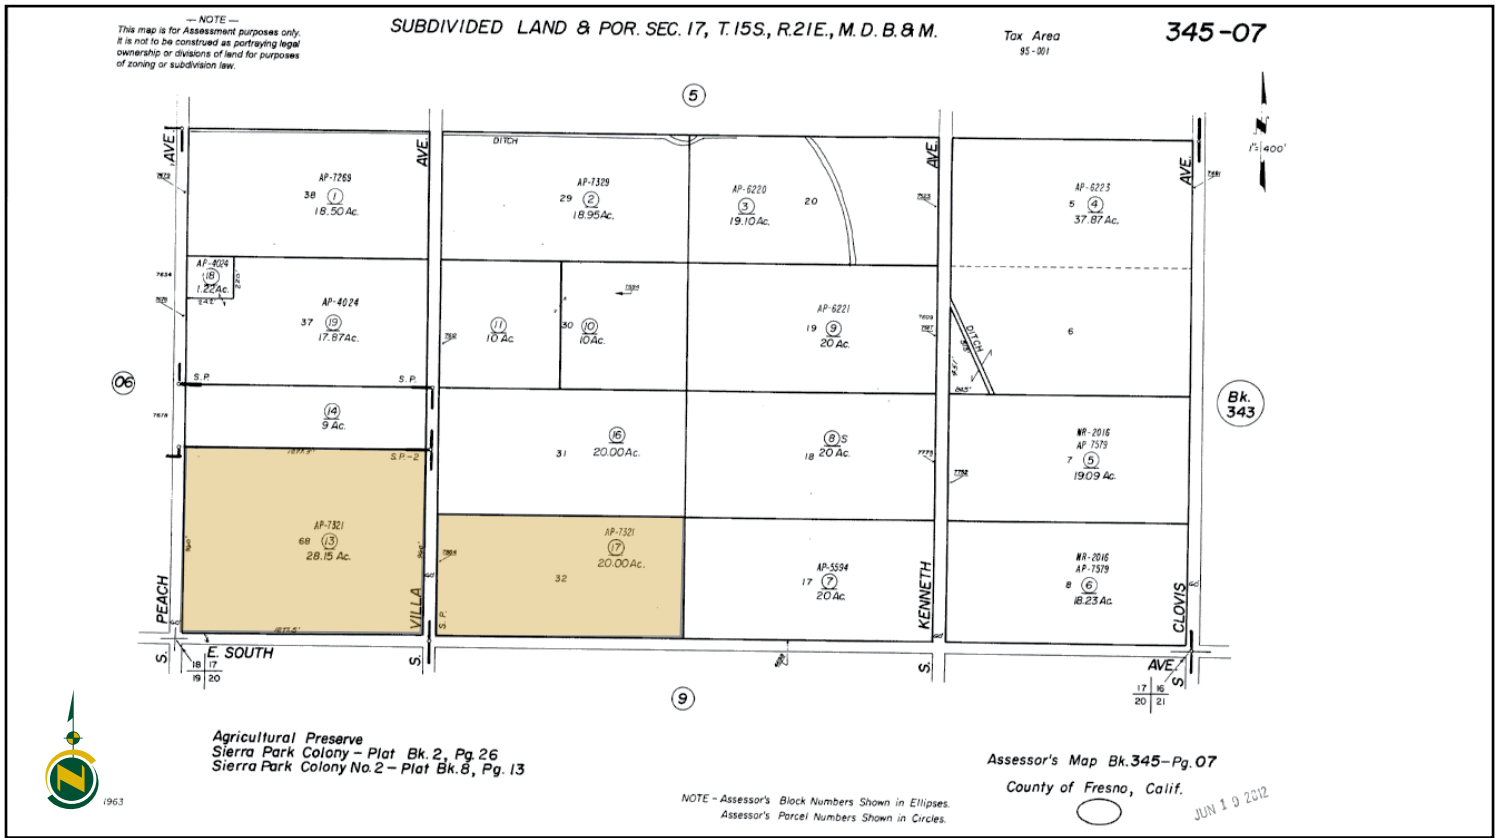 — NOTE —
This map is for Assessment purposes only.
It is not to be construed as portraying legal
ownership or divisions of land for purposes
of zoning or subdivision law.
SUBDIVIDED LAND & POR. SEC. 17, T. 15S., R.21E., M. D. B. & M.
Tax Area
95-001
345-07
5
1"=400'
AVE.
AVE.
AVE.
AVE.
DITCH
AP-7269
38 1
18.50 Ac.
AP-7329
29 2
18.95 Ac.
AP-6220
3
19.10 Ac.
20
AP-6223
5 4
37.87 Ac.
AP-4024
18
1.22 Ac.
242'
220'
7634
AP-4024
37 19
17.87 Ac.
11
10 Ac.
30 10
10 Ac.
AP-6221
19 9
20 Ac.
DITCH
6
845'
06
S. P.
S. P.
7678
14
9 Ac.
16
31 20.00 Ac.
8 S
18 20 Ac.
NR-2016
AP 7579
7 5
19.09 Ac.
Bk.
343
S. P.-2
AP-7321
68 13
28.15 Ac.
AP-7321
17
20.00 Ac.
32
AP-5594
17 7
20 Ac.
NR-2016
AP-7579
8 6
18.23 Ac.
S. P.
S. PEACH
S. VILLA
S. KENNETH
S. CLOVIS
E. SOUTH
AVE.
18 17
19 20
17 16
20 21
9
Agricultural Preserve
Sierra Park Colony – Plat Bk. 2, Pg. 26
Sierra Park Colony No. 2 – Plat Bk. 8, Pg. 13
N
1963
NOTE – Assessor's Block Numbers Shown in Ellipses.
Assessor's Parcel Numbers Shown in Circles.
Assessor's Map Bk. 345–Pg. 07
County of Fresno, Calif.
JUN 19 2012